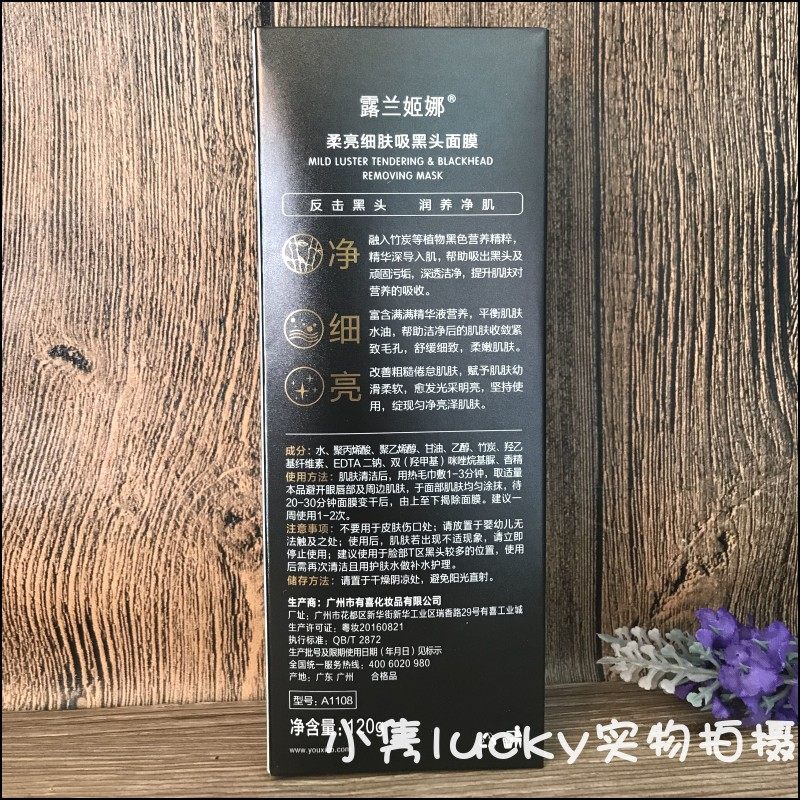 露兰姬娜®
柔亮细肤吸黑头面膜
MILD LUSTER TENDERING & BLACKHEAD
REMOVING MASK
反击黑头 润养净肌
净
融入竹炭等植物黑色营养精粹，
精华深导入肌，帮助吸出黑头及
顽固污垢，深透洁净，提升肌肤对
营养的吸收。
细
富含满满精华液营养，平衡肌肤
水油，帮助洁净后的肌肤收敛紧
致毛孔，舒缓细致，柔嫩肌肤。
亮
改善粗糙倦怠肌肤，赋予肌肤幼
滑柔软，愈发光采明亮，坚持使
用，绽现匀净亮泽肌肤。
成分：水、聚丙烯酸、聚乙烯醇、甘油、乙醇、竹炭、羟乙
基纤维素、EDTA 二钠、双（羟甲基）咪唑烷基脲、香精
使用方法：肌肤清洁后，用热毛巾敷1-3分钟，取适量
本品避开眼唇部及周边肌肤，于面部肌肤均匀涂抹，待
20-30分钟面膜变干后，由上至下揭除面膜。建议一
周使用1-2次。
注意事项：不要用于皮肤伤口处；请放置于婴幼儿无
法触及之处；使用后，肌肤若出现不适现象，请立即
停止使用；建议使用于脸部T区黑头较多的位置，使用
后需再次清洁且用护肤水做补水护理。
储存方法：请置于干燥阴凉处，避免阳光直射。
生产商：广州市有喜化妆品有限公司
厂址：广州市花都区新华街新华工业区瑞香路29号有喜工业城
生产许可证：粤妆20160821
执行标准：QB/T 2872
生产批号及限期使用日期（年月日）见标示
全国统一服务热线：400 6020 980
产地：广东 广州 合格品
型号：A1108
净含量：120g
小隽lucky实物拍摄